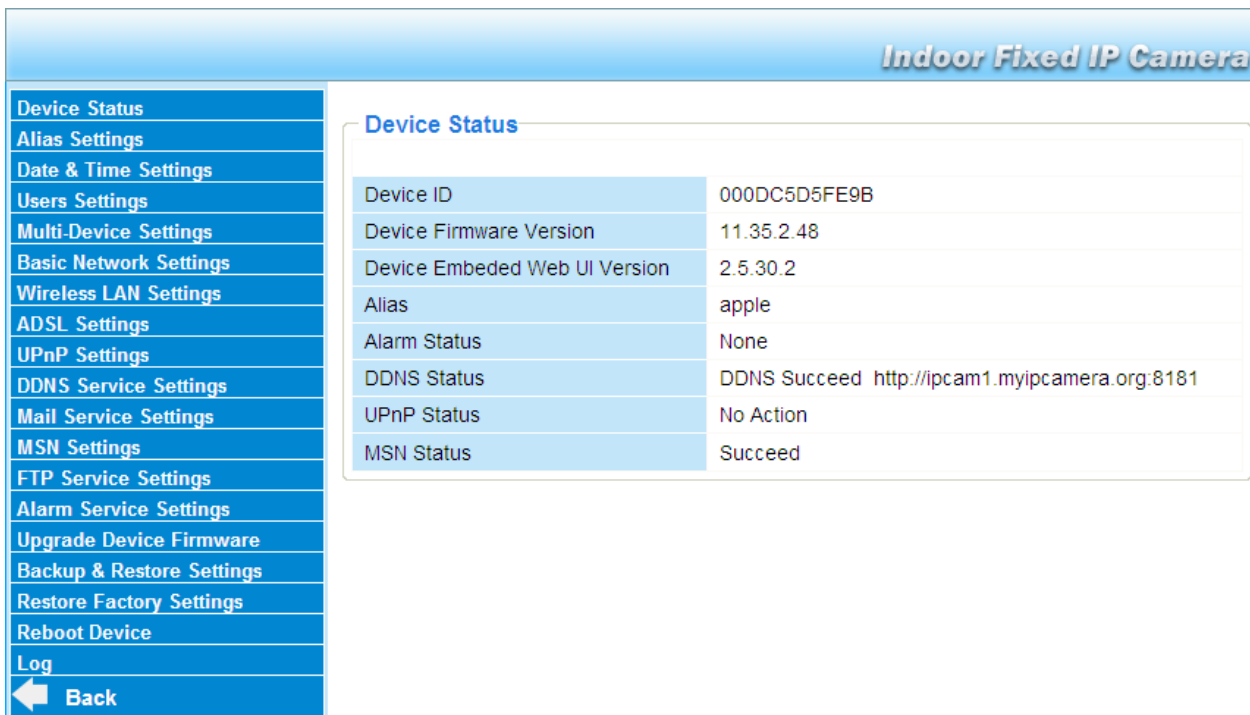 Indoor Fixed IP Camera
Device Status
Alias Settings
Date & Time Settings
Users Settings
Multi-Device Settings
Basic Network Settings
Wireless LAN Settings
ADSL Settings
UPnP Settings
DDNS Service Settings
Mail Service Settings
MSN Settings
FTP Service Settings
Alarm Service Settings
Upgrade Device Firmware
Backup & Restore Settings
Restore Factory Settings
Reboot Device
Log
Back
Device Status
Device ID 000DC5D5FE9B
Device Firmware Version 11.35.2.48
Device Embeded Web UI Version 2.5.30.2
Alias apple
Alarm Status None
DDNS Status DDNS Succeed http://ipcam1.myipcamera.org:8181
UPnP Status No Action
MSN Status Succeed